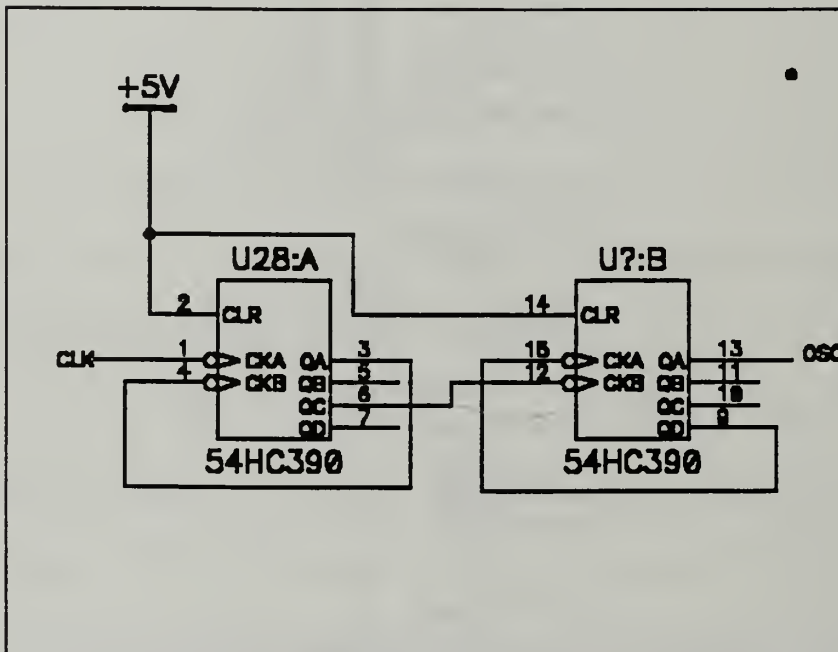 +5V
U28:A
U?:B
2
CLR
14
CLR
CLK
1
CKA
QA
3
15
CKA
QA
13
OSC
4
CKB
QB
5
12
CKB
QB
11
QC
6
QC
10
QD
7
QD
9
54HC390
54HC390